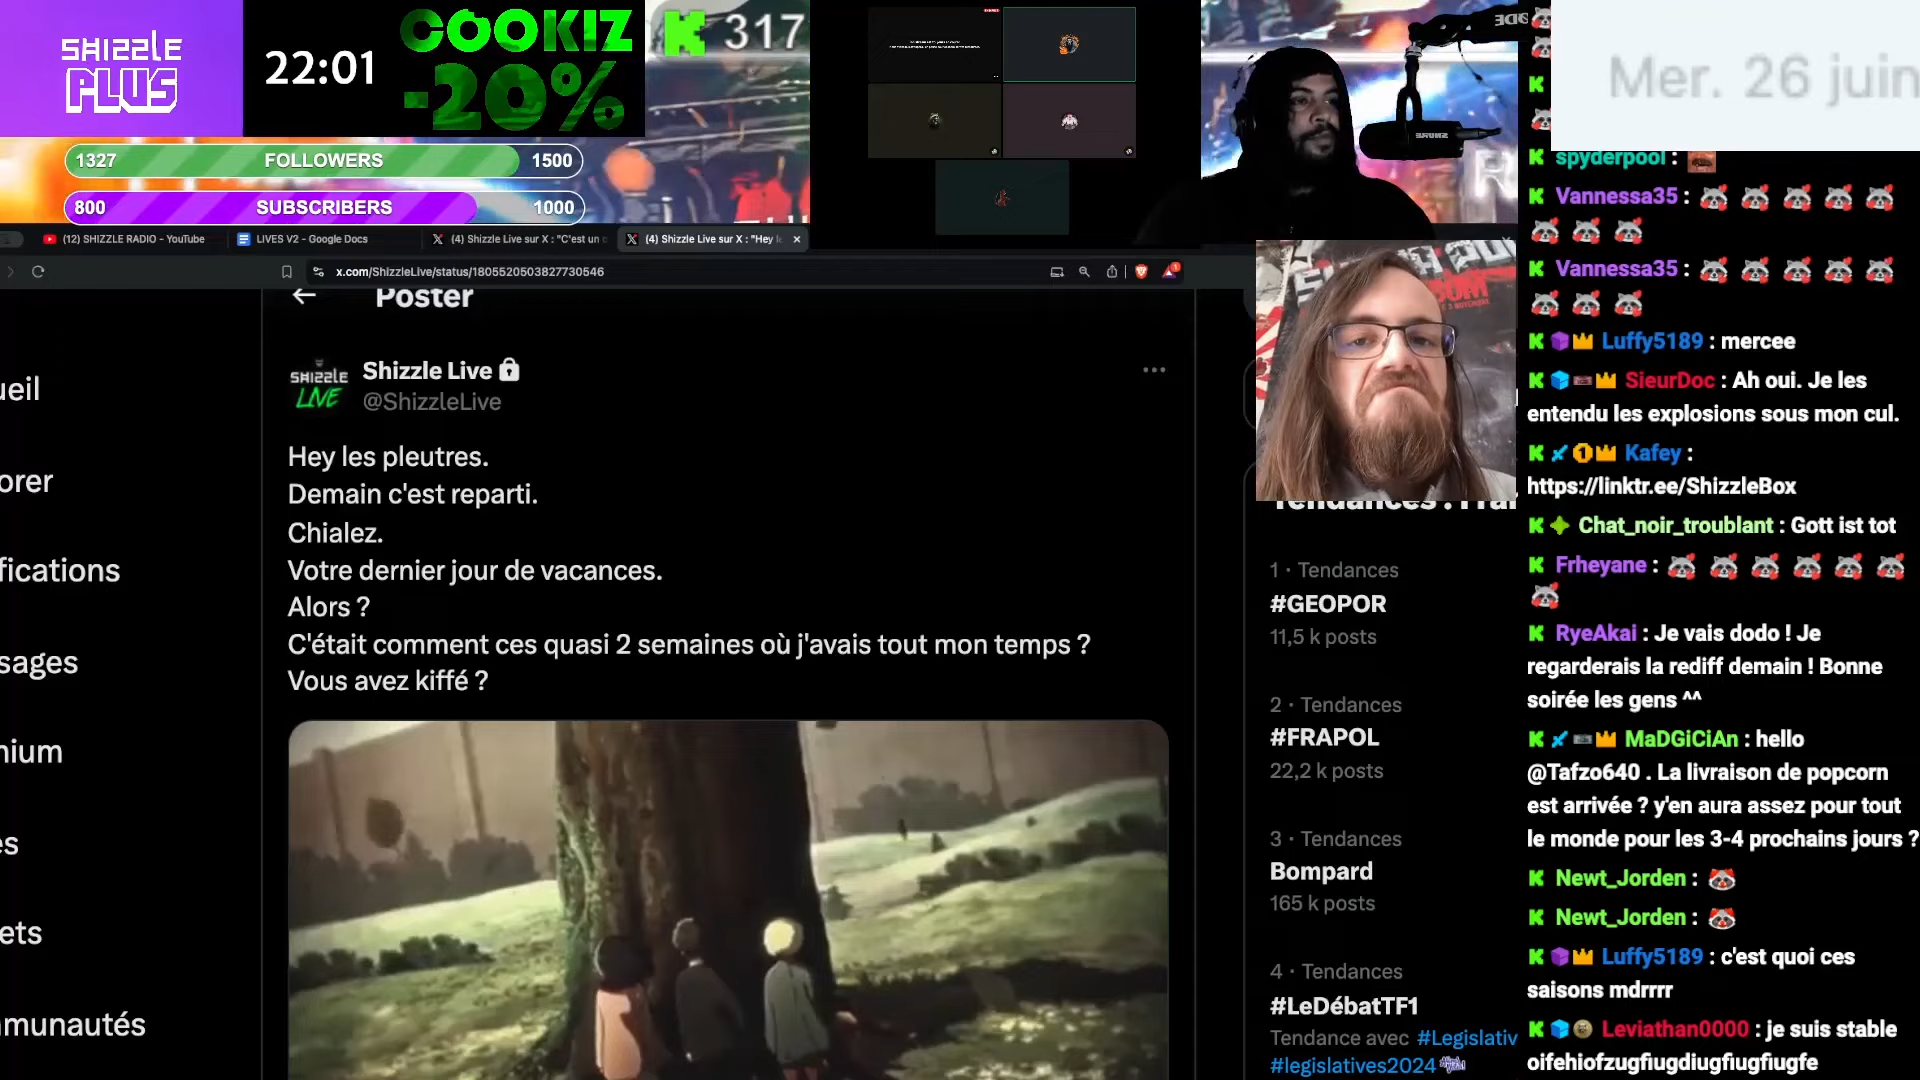 SHIZZLE
PLUS
22:01
COOKIZ
-20%
317
1327 FOLLOWERS 1500
800 SUBSCRIBERS 1000
Mer. 26 juin
(12) SHIZZLE RADIO - YouTube
LIVES V2 - Google Docs
(4) Shizzle Live sur X : "C'est un c
(4) Shizzle Live sur X : "Hey le
x.com/ShizzleLive/status/1805520503827730546
Poster
SHIZZLE
LIVE
Shizzle Live
@ShizzleLive
Hey les pleutres.
Demain c'est reparti.
Chialez.
Votre dernier jour de vacances.
Alors ?
C'était comment ces quasi 2 semaines où j'avais tout mon temps ?
Vous avez kiffé ?
ueil
orer
fications
sages
nium
s
ets
nmunautés
Tendances : Fran
1 · Tendances
#GEOPOR
11,5 k posts
2 · Tendances
#FRAPOL
22,2 k posts
3 · Tendances
Bompard
165 k posts
4 · Tendances
#LeDébatTF1
Tendance avec #Legislativ
#legislatives2024
spyderpool :
Vannessa35 :
Vannessa35 :
Luffy5189 : mercee
SieurDoc : Ah oui. Je les
entendu les explosions sous mon cul.
Kafey :
https://linktr.ee/ShizzleBox
Chat_noir_troublant : Gott ist tot
Frheyane :
RyeAkai : Je vais dodo ! Je
regarderais la rediff demain ! Bonne
soirée les gens ^^
MaDGiCiAn : hello
@Tafzo640 . La livraison de popcorn
est arrivée ? y'en aura assez pour tout
le monde pour les 3-4 prochains jours ?
Newt_Jorden :
Newt_Jorden :
Luffy5189 : c'est quoi ces
saisons mdrrrr
Leviathan0000 : je suis stable
oifehiofzugfiugdiugfiugfiugfe